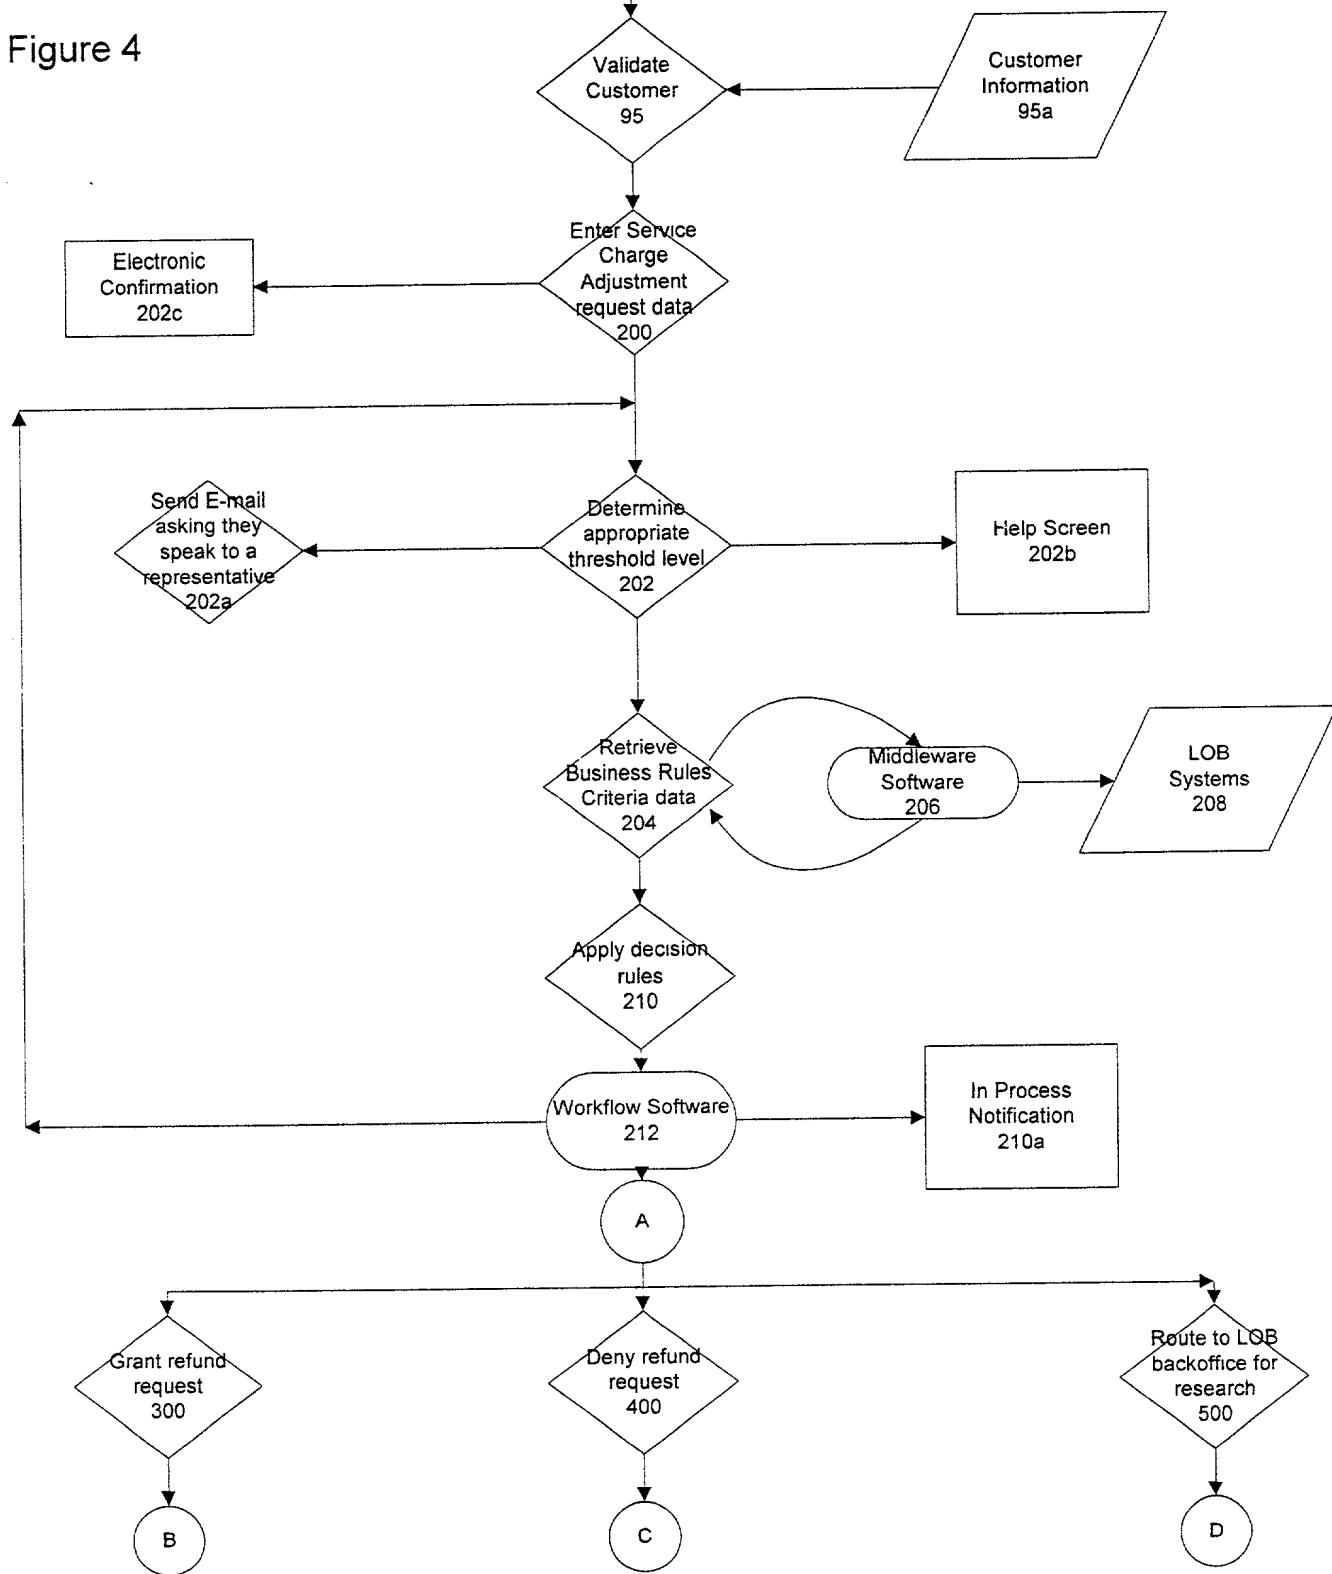 Figure 4
Validate
Customer
95
Customer
Information
95a
Enter Service
Charge
Adjustment
request data
200
Electronic
Confirmation
202c
Send E-mail
asking they
speak to a
representative
202a
Determine
appropriate
threshold level
202
Help Screen
202b
Retrieve
Business Rules
Criteria data
204
Middleware
Software
206
LOB
Systems
208
Apply decision
rules
210
Workflow Software
212
In Process
Notification
210a
A
Grant refund
request
300
Deny refund
request
400
Route to LOB
backoffice for
research
500
B
C
D